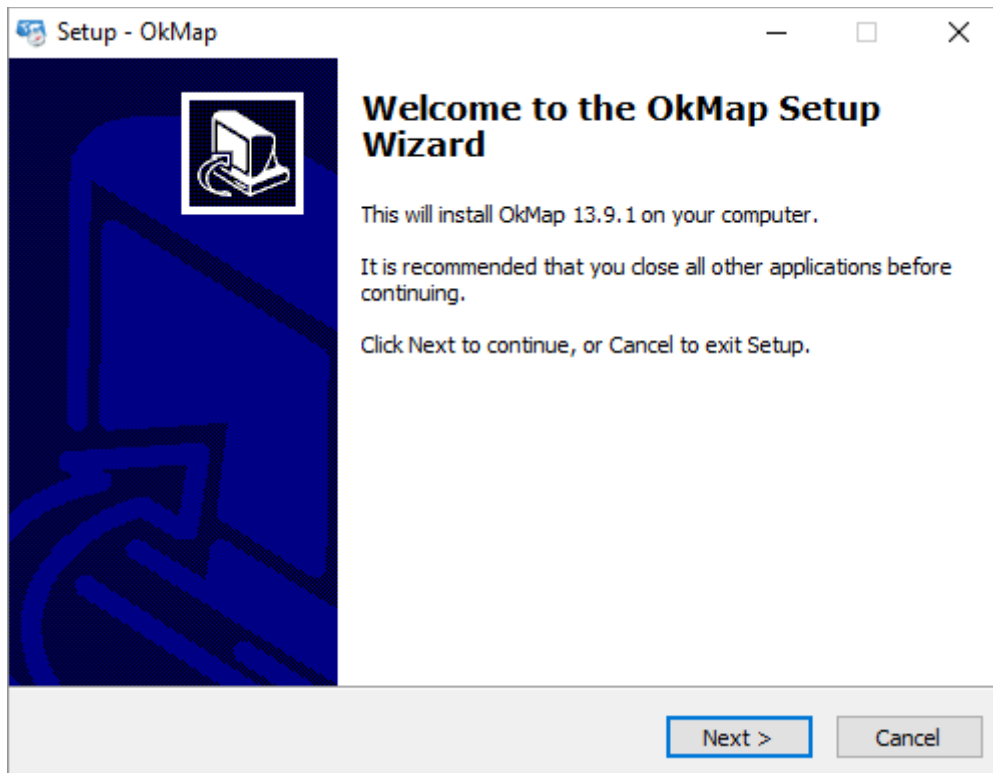 Setup - OkMap
Welcome to the OkMap Setup
Wizard
This will install OkMap 13.9.1 on your computer.
It is recommended that you close all other applications before
continuing.
Click Next to continue, or Cancel to exit Setup.
Next >
Cancel